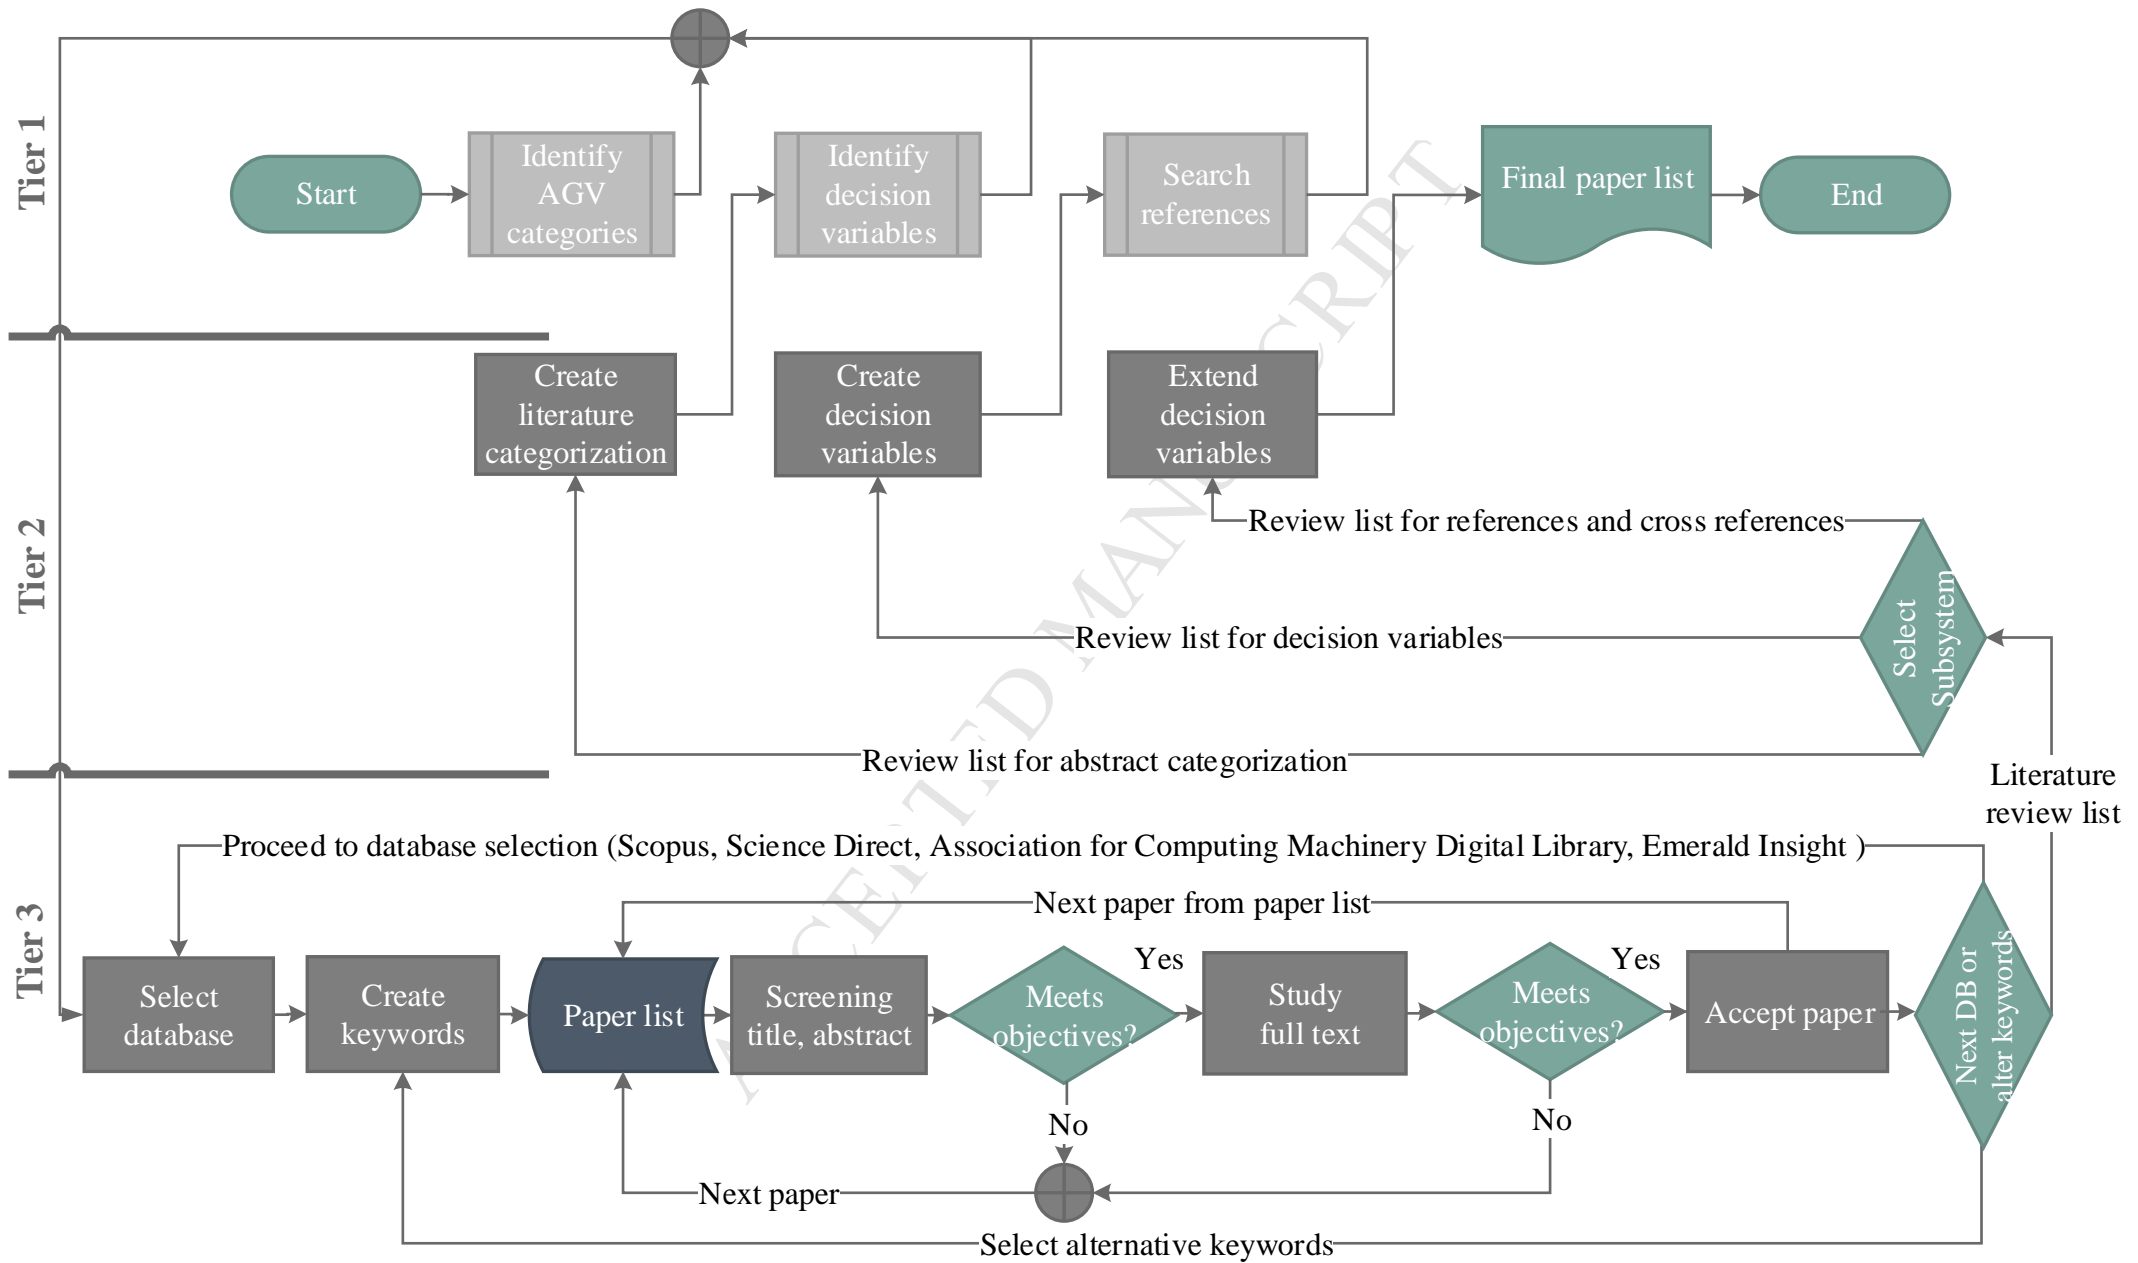 Tier 1
Start
Identify
AGV
categories
Identify
decision
variables
Search
references
Final paper list
End
Tier 2
Create
literature
categorization
Create
decision
variables
Extend
decision
variables
Review list for references and cross references
Review list for decision variables
Review list for abstract categorization
Select
Subsystem
Literature
review list
Tier 3
Proceed to database selection (Scopus, Science Direct, Association for Computing Machinery Digital Library, Emerald Insight )
Next paper from paper list
Select
database
Create
keywords
Paper list
Screening
title, abstract
Meets
objectives?
Yes
No
Study
full text
Meets
objectives?
Yes
No
Accept paper
Next DB or
alter keywords
Next paper
Select alternative keywords
ACCEPTED MANUSCRIPT